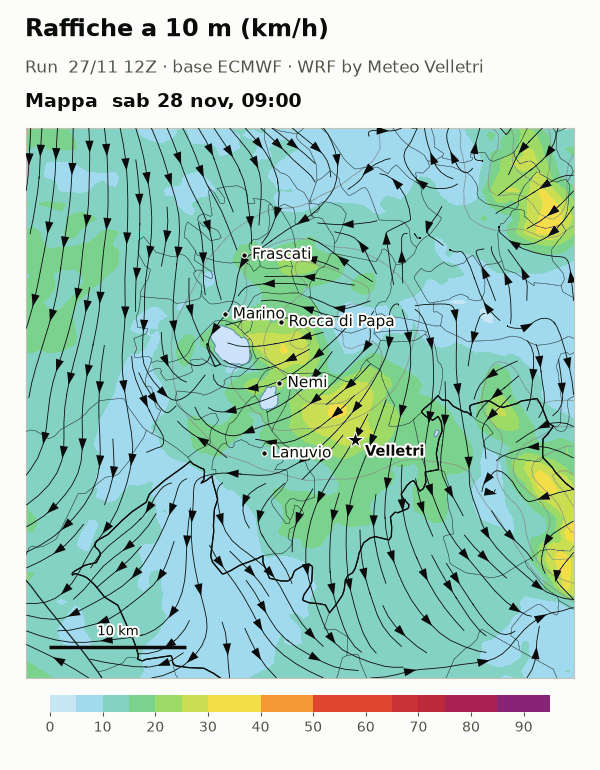 Raffiche a 10 m (km/h)
Run  27/11 12Z · base ECMWF · WRF by Meteo Velletri
Mappa  sab 28 nov, 09:00
Frascati
Marino
Rocca di Papa
Nemi
Velletri
Lanuvio
10 km
0 10 20 30 40 50 60 70 80 90